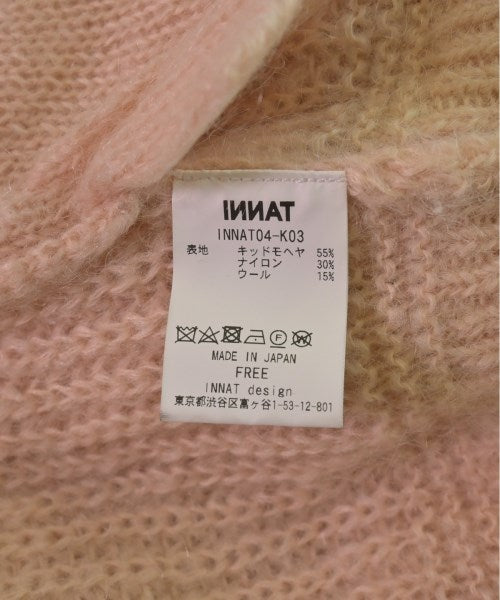 INNAT
INNAT04-K03
表地 キッドモヘヤ 55%
ナイロン 30%
ウール 15%
MADE IN JAPAN
FREE
INNAT design
東京都渋谷区富ヶ谷1-53-12-801